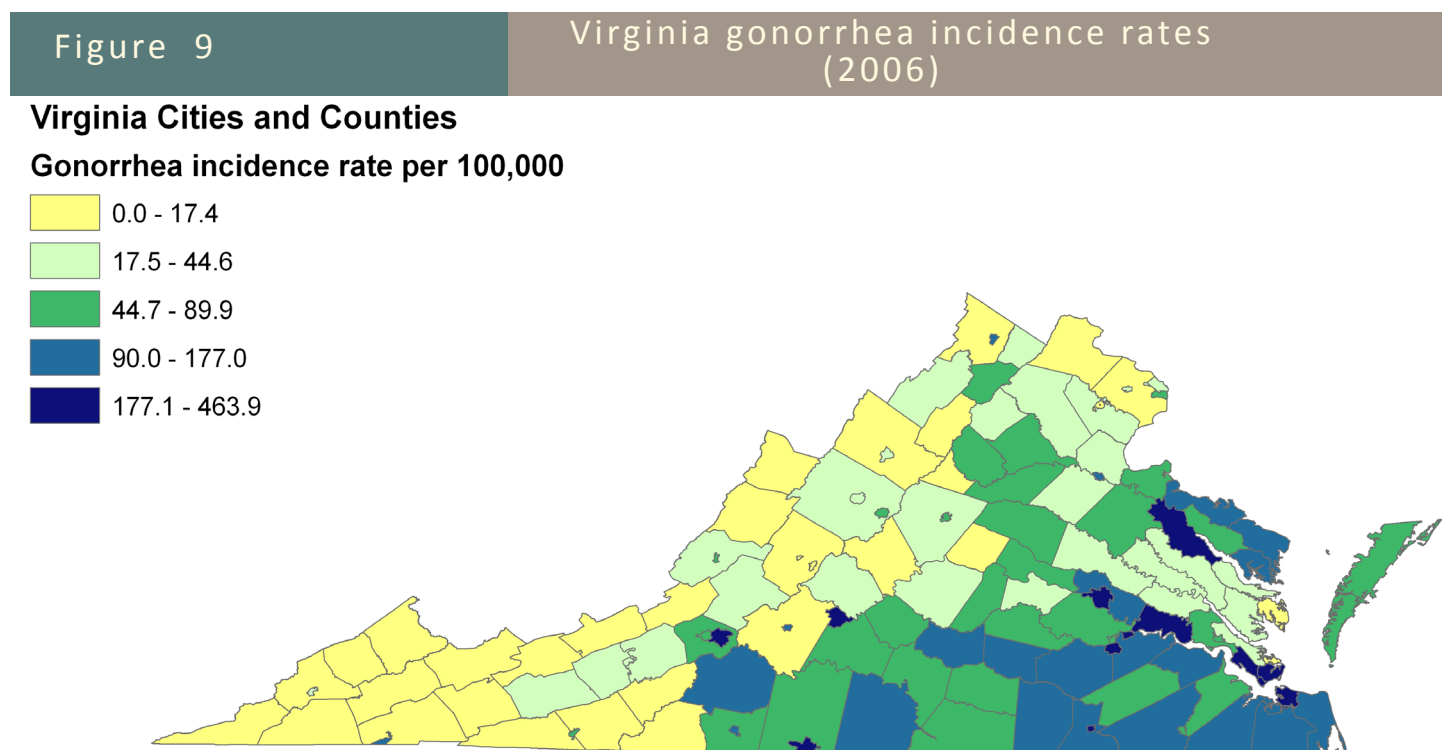 Figure 9
Virginia gonorrhea incidence rates
(2006)
Virginia Cities and Counties
Gonorrhea incidence rate per 100,000
0.0 - 17.4
17.5 - 44.6
44.7 - 89.9
90.0 - 177.0
177.1 - 463.9